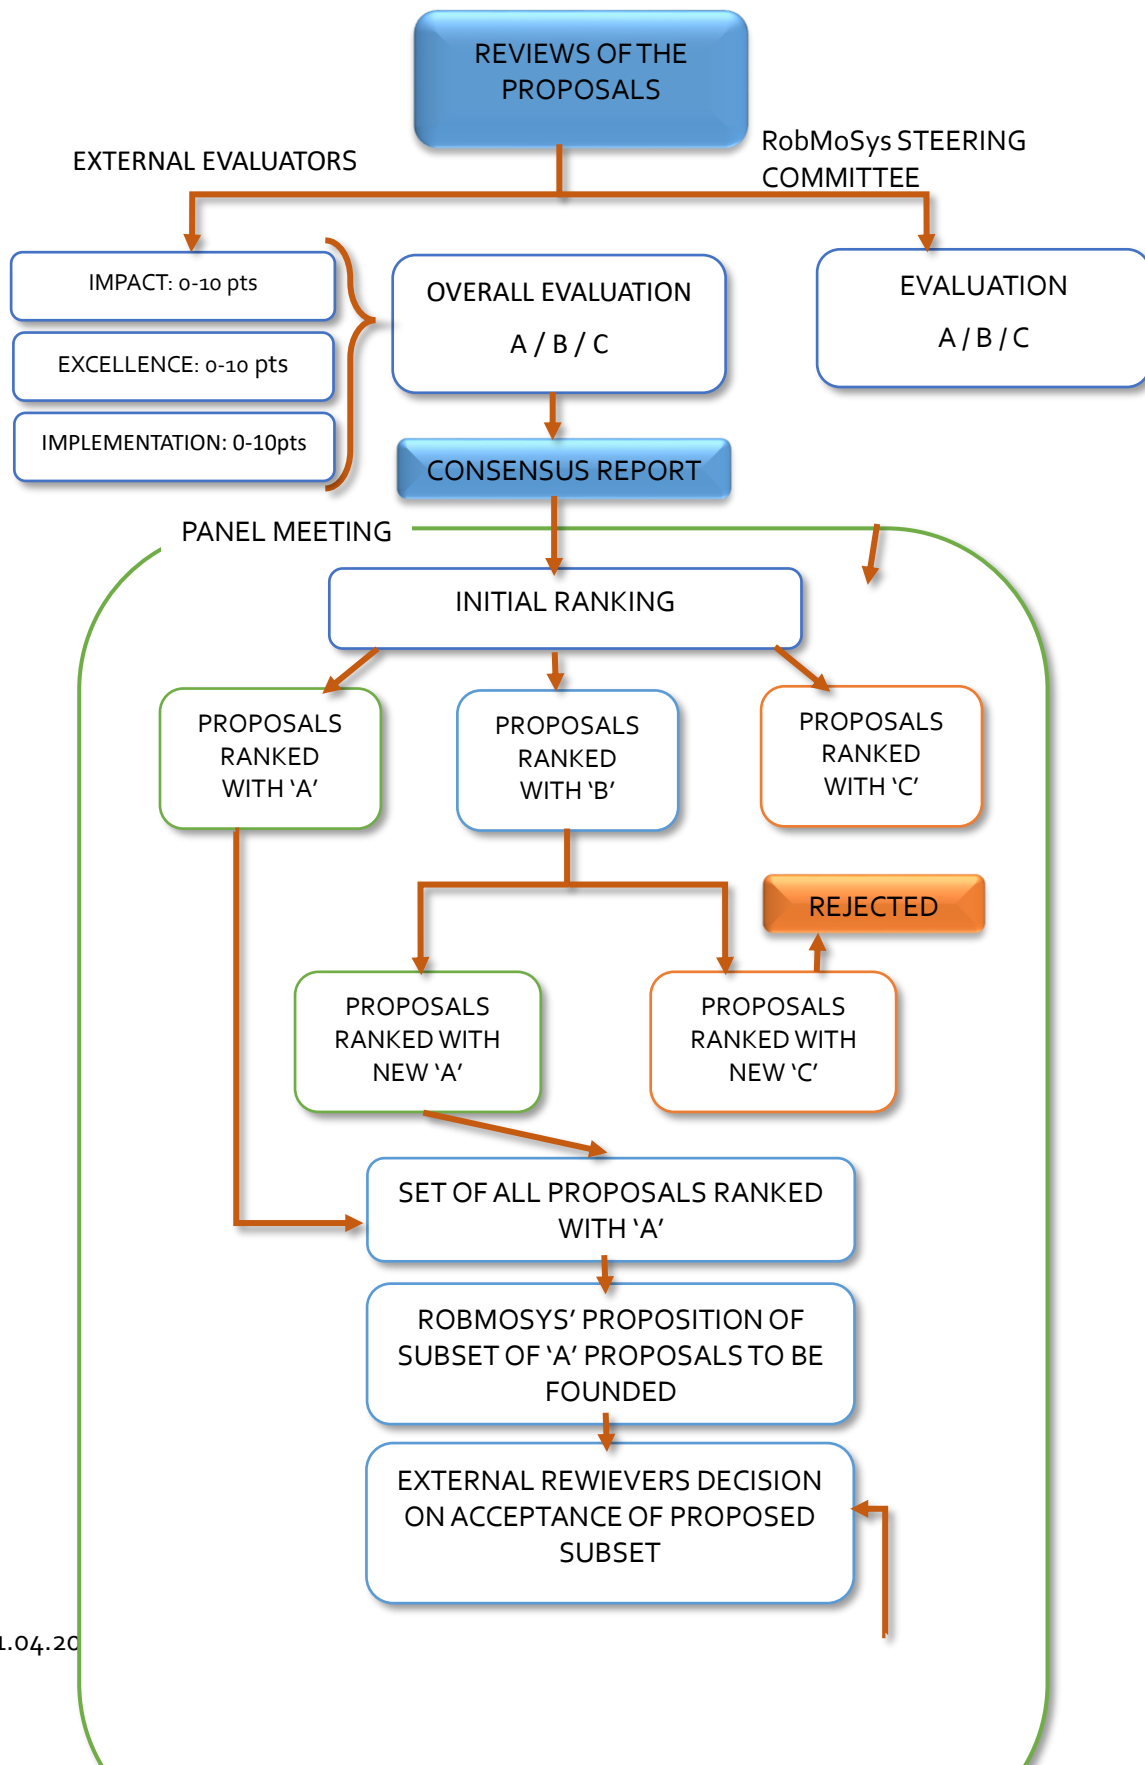 REVIEWS OF THE
PROPOSALS
EXTERNAL EVALUATORS
RobMoSys STEERING
COMMITTEE
IMPACT: 0-10 pts
EXCELLENCE: 0-10 pts
IMPLEMENTATION: 0-10pts
OVERALL EVALUATION
A / B / C
EVALUATION
A / B / C
CONSENSUS REPORT
PANEL MEETING
INITIAL RANKING
PROPOSALS
RANKED
WITH ‘A’
PROPOSALS
RANKED
WITH ‘B’
PROPOSALS
RANKED
WITH ‘C’
REJECTED
PROPOSALS
RANKED WITH
NEW ‘A’
PROPOSALS
RANKED WITH
NEW ‘C’
SET OF ALL PROPOSALS RANKED
WITH ‘A’
ROBMOSYS’ PROPOSITION OF
SUBSET OF ‘A’ PROPOSALS TO BE
FOUNDED
EXTERNAL REWIEVERS DECISION
ON ACCEPTANCE OF PROPOSED
SUBSET
1.04.20